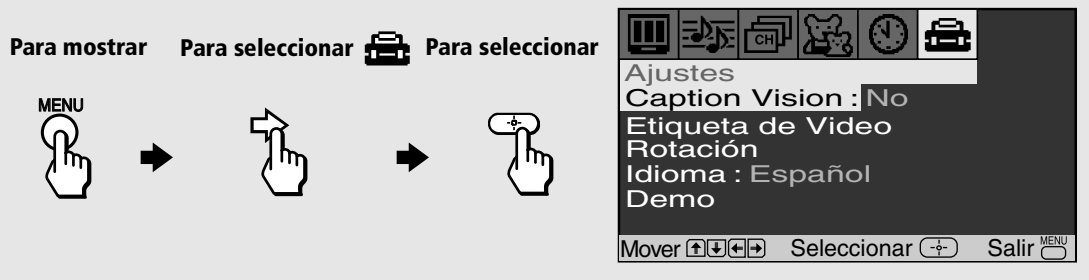 Para mostrar
Para seleccionar
Para seleccionar
MENU
CH
Ajustes
Caption Vision : No
Etiqueta de Video
Rotación
Idioma : Español
Demo
Mover Seleccionar Salir MENU